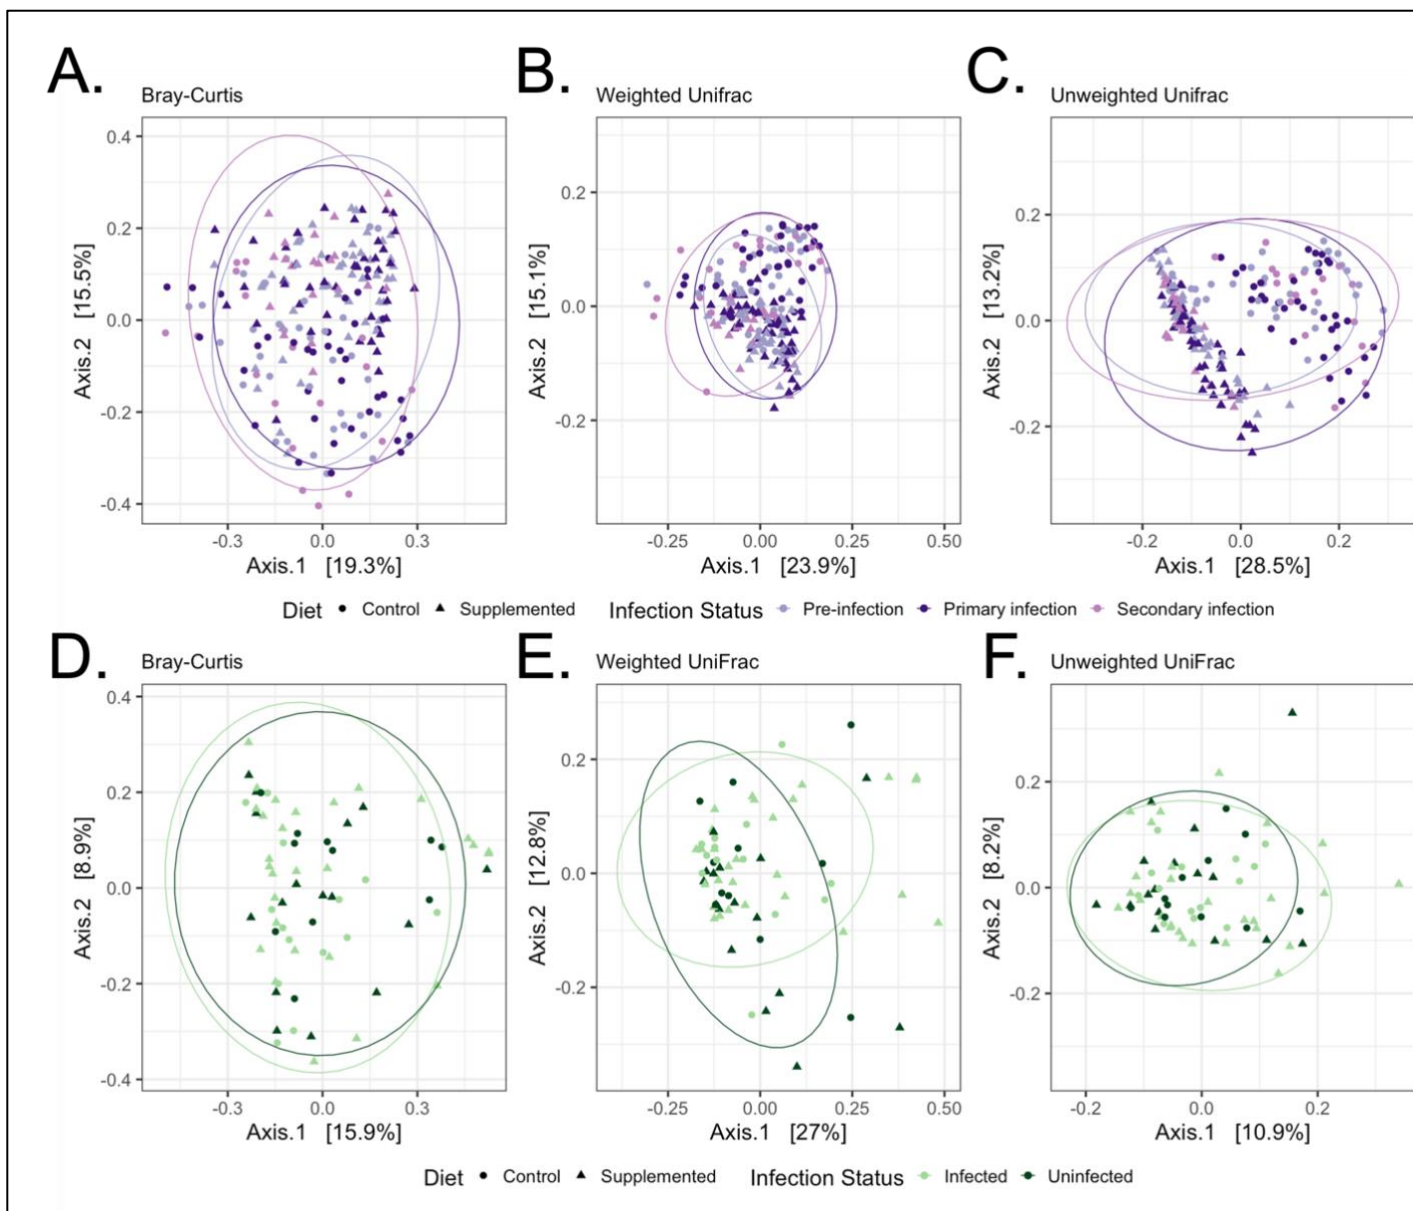 A.
Bray-Curtis
0.4
0.2
0.0
-0.2
-0.4
Axis.2 [15.5%]
-0.3 0.0 0.3
Axis.1 [19.3%]
B.
Weighted Unifrac
0.2
0.0
-0.2
Axis.2 [15.1%]
-0.25 0.00 0.25 0.50
Axis.1 [23.9%]
C.
Unweighted Unifrac
0.2
0.0
-0.2
Axis.2 [13.2%]
-0.2 0.0 0.2
Axis.1 [28.5%]
Diet Control Supplemented Infection Status Pre-infection Primary infection Secondary infection
D.
Bray-Curtis
0.4
0.2
0.0
-0.2
-0.4
Axis.2 [8.9%]
-0.3 0.0 0.3
Axis.1 [15.9%]
E.
Weighted UniFrac
0.2
0.0
-0.2
Axis.2 [12.8%]
-0.25 0.00 0.25 0.50
Axis.1 [27%]
F.
Unweighted UniFrac
0.2
0.0
-0.2
Axis.2 [8.2%]
-0.2 0.0 0.2
Axis.1 [10.9%]
Diet Control Supplemented Infection Status Infected Uninfected